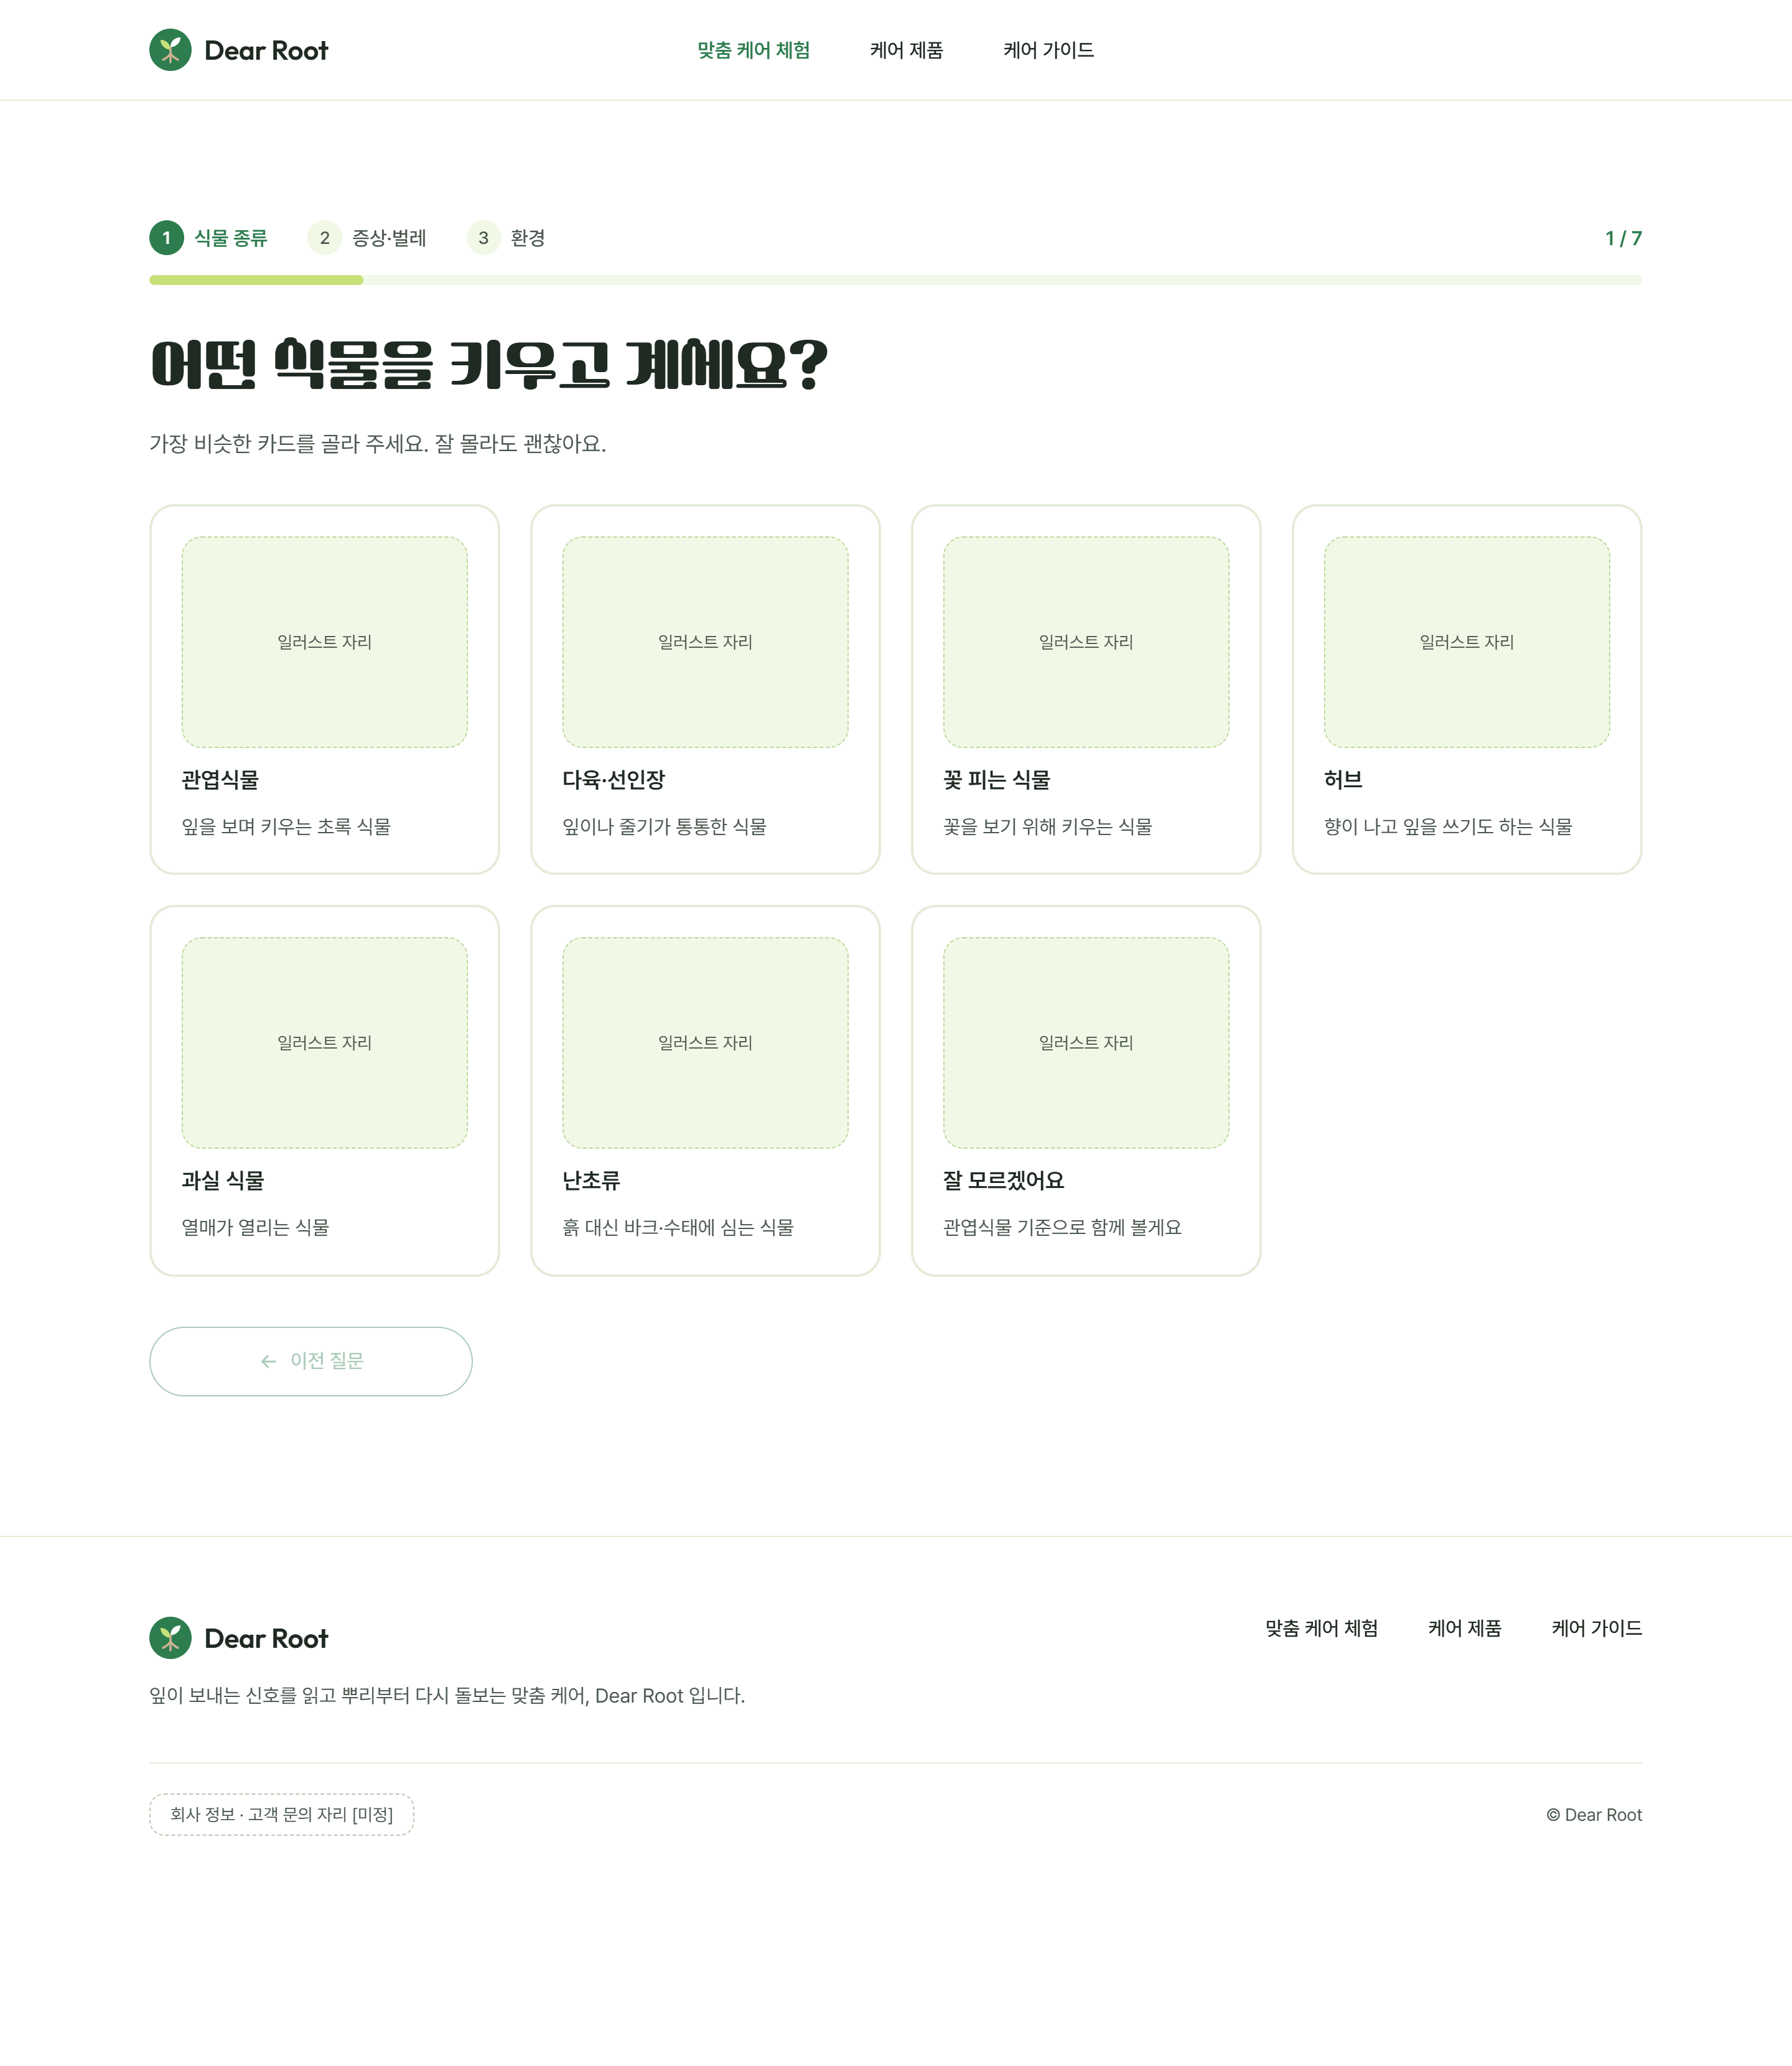 Dear Root
맞춤 케어 체험 케어 제품 케어 가이드
1 식물 종류 2 증상·벌레 3 환경 1 / 7
어떤 식물을 키우고 계세요?
가장 비슷한 카드를 골라 주세요. 잘 몰라도 괜찮아요.
일러스트 자리
관엽식물
잎을 보며 키우는 초록 식물
일러스트 자리
다육·선인장
잎이나 줄기가 통통한 식물
일러스트 자리
꽃 피는 식물
꽃을 보기 위해 키우는 식물
일러스트 자리
허브
향이 나고 잎을 쓰기도 하는 식물
일러스트 자리
과실 식물
열매가 열리는 식물
일러스트 자리
난초류
흙 대신 바크·수태에 심는 식물
일러스트 자리
잘 모르겠어요
관엽식물 기준으로 함께 볼게요
← 이전 질문
Dear Root
맞춤 케어 체험 케어 제품 케어 가이드
잎이 보내는 신호를 읽고 뿌리부터 다시 돌보는 맞춤 케어, Dear Root 입니다.
회사 정보 · 고객 문의 자리 [미정]
© Dear Root